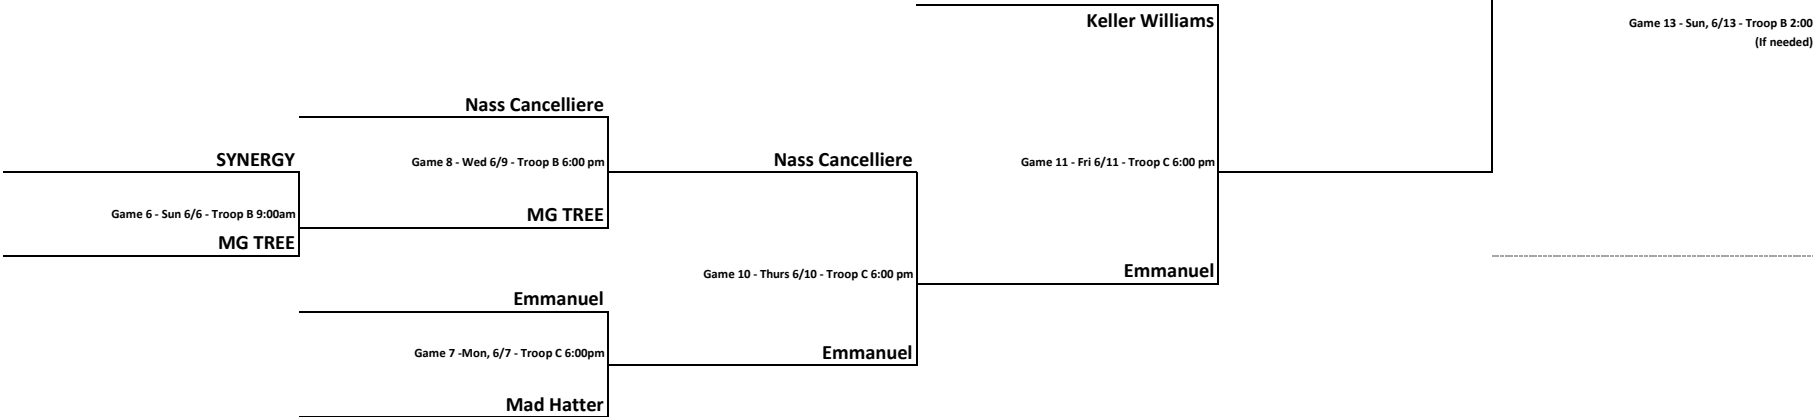 Keller Williams
Game 13 - Sun, 6/13 - Troop B 2:00
(If needed)
Nass Cancelliere
SYNERGY
Game 8 - Wed 6/9 - Troop B 6:00 pm
Nass Cancelliere
Game 11 - Fri 6/11 - Troop C 6:00 pm
Game 6 - Sun 6/6 - Troop B 9:00am
MG TREE
MG TREE
Game 10 - Thurs 6/10 - Troop C 6:00 pm
Emmanuel
Emmanuel
Game 7 -Mon, 6/7 - Troop C 6:00pm
Emmanuel
Mad Hatter